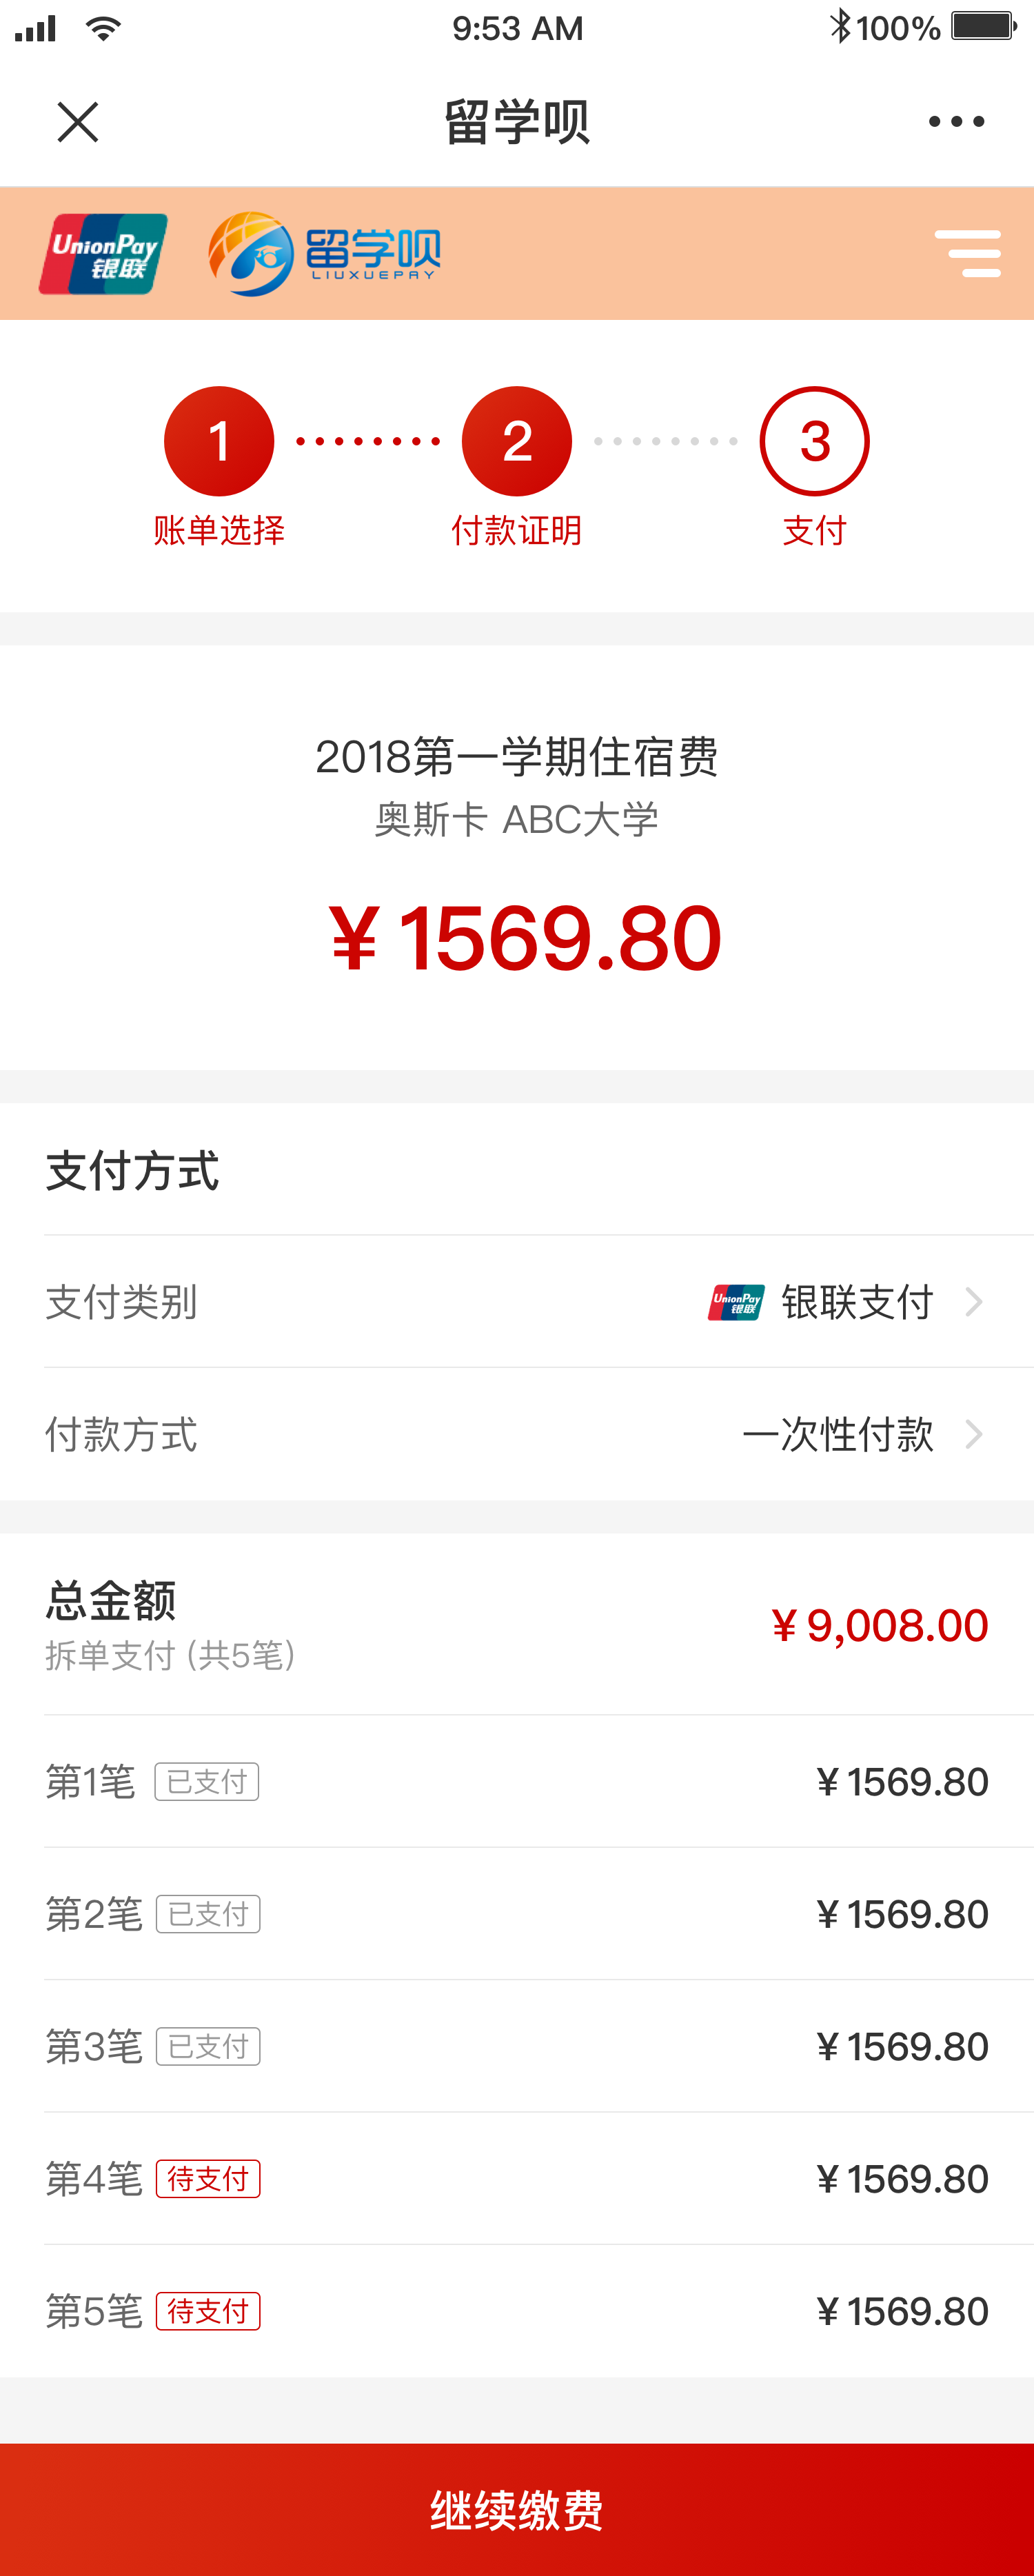 9:53 AM
100%
留学呗
UnionPay
银联
留学呗
LIUXUEPAY
1
2
3
账单选择
付款证明
支付
2018第一学期住宿费
奥斯卡 ABC大学
¥ 1569.80
支付方式
支付类别
UnionPay
银联
银联支付
付款方式
一次性付款
总金额
拆单支付 (共5笔)
¥ 9,008.00
第1笔 已支付 ¥ 1569.80
第2笔 已支付 ¥ 1569.80
第3笔 已支付 ¥ 1569.80
第4笔 待支付 ¥ 1569.80
第5笔 待支付 ¥ 1569.80
继续缴费